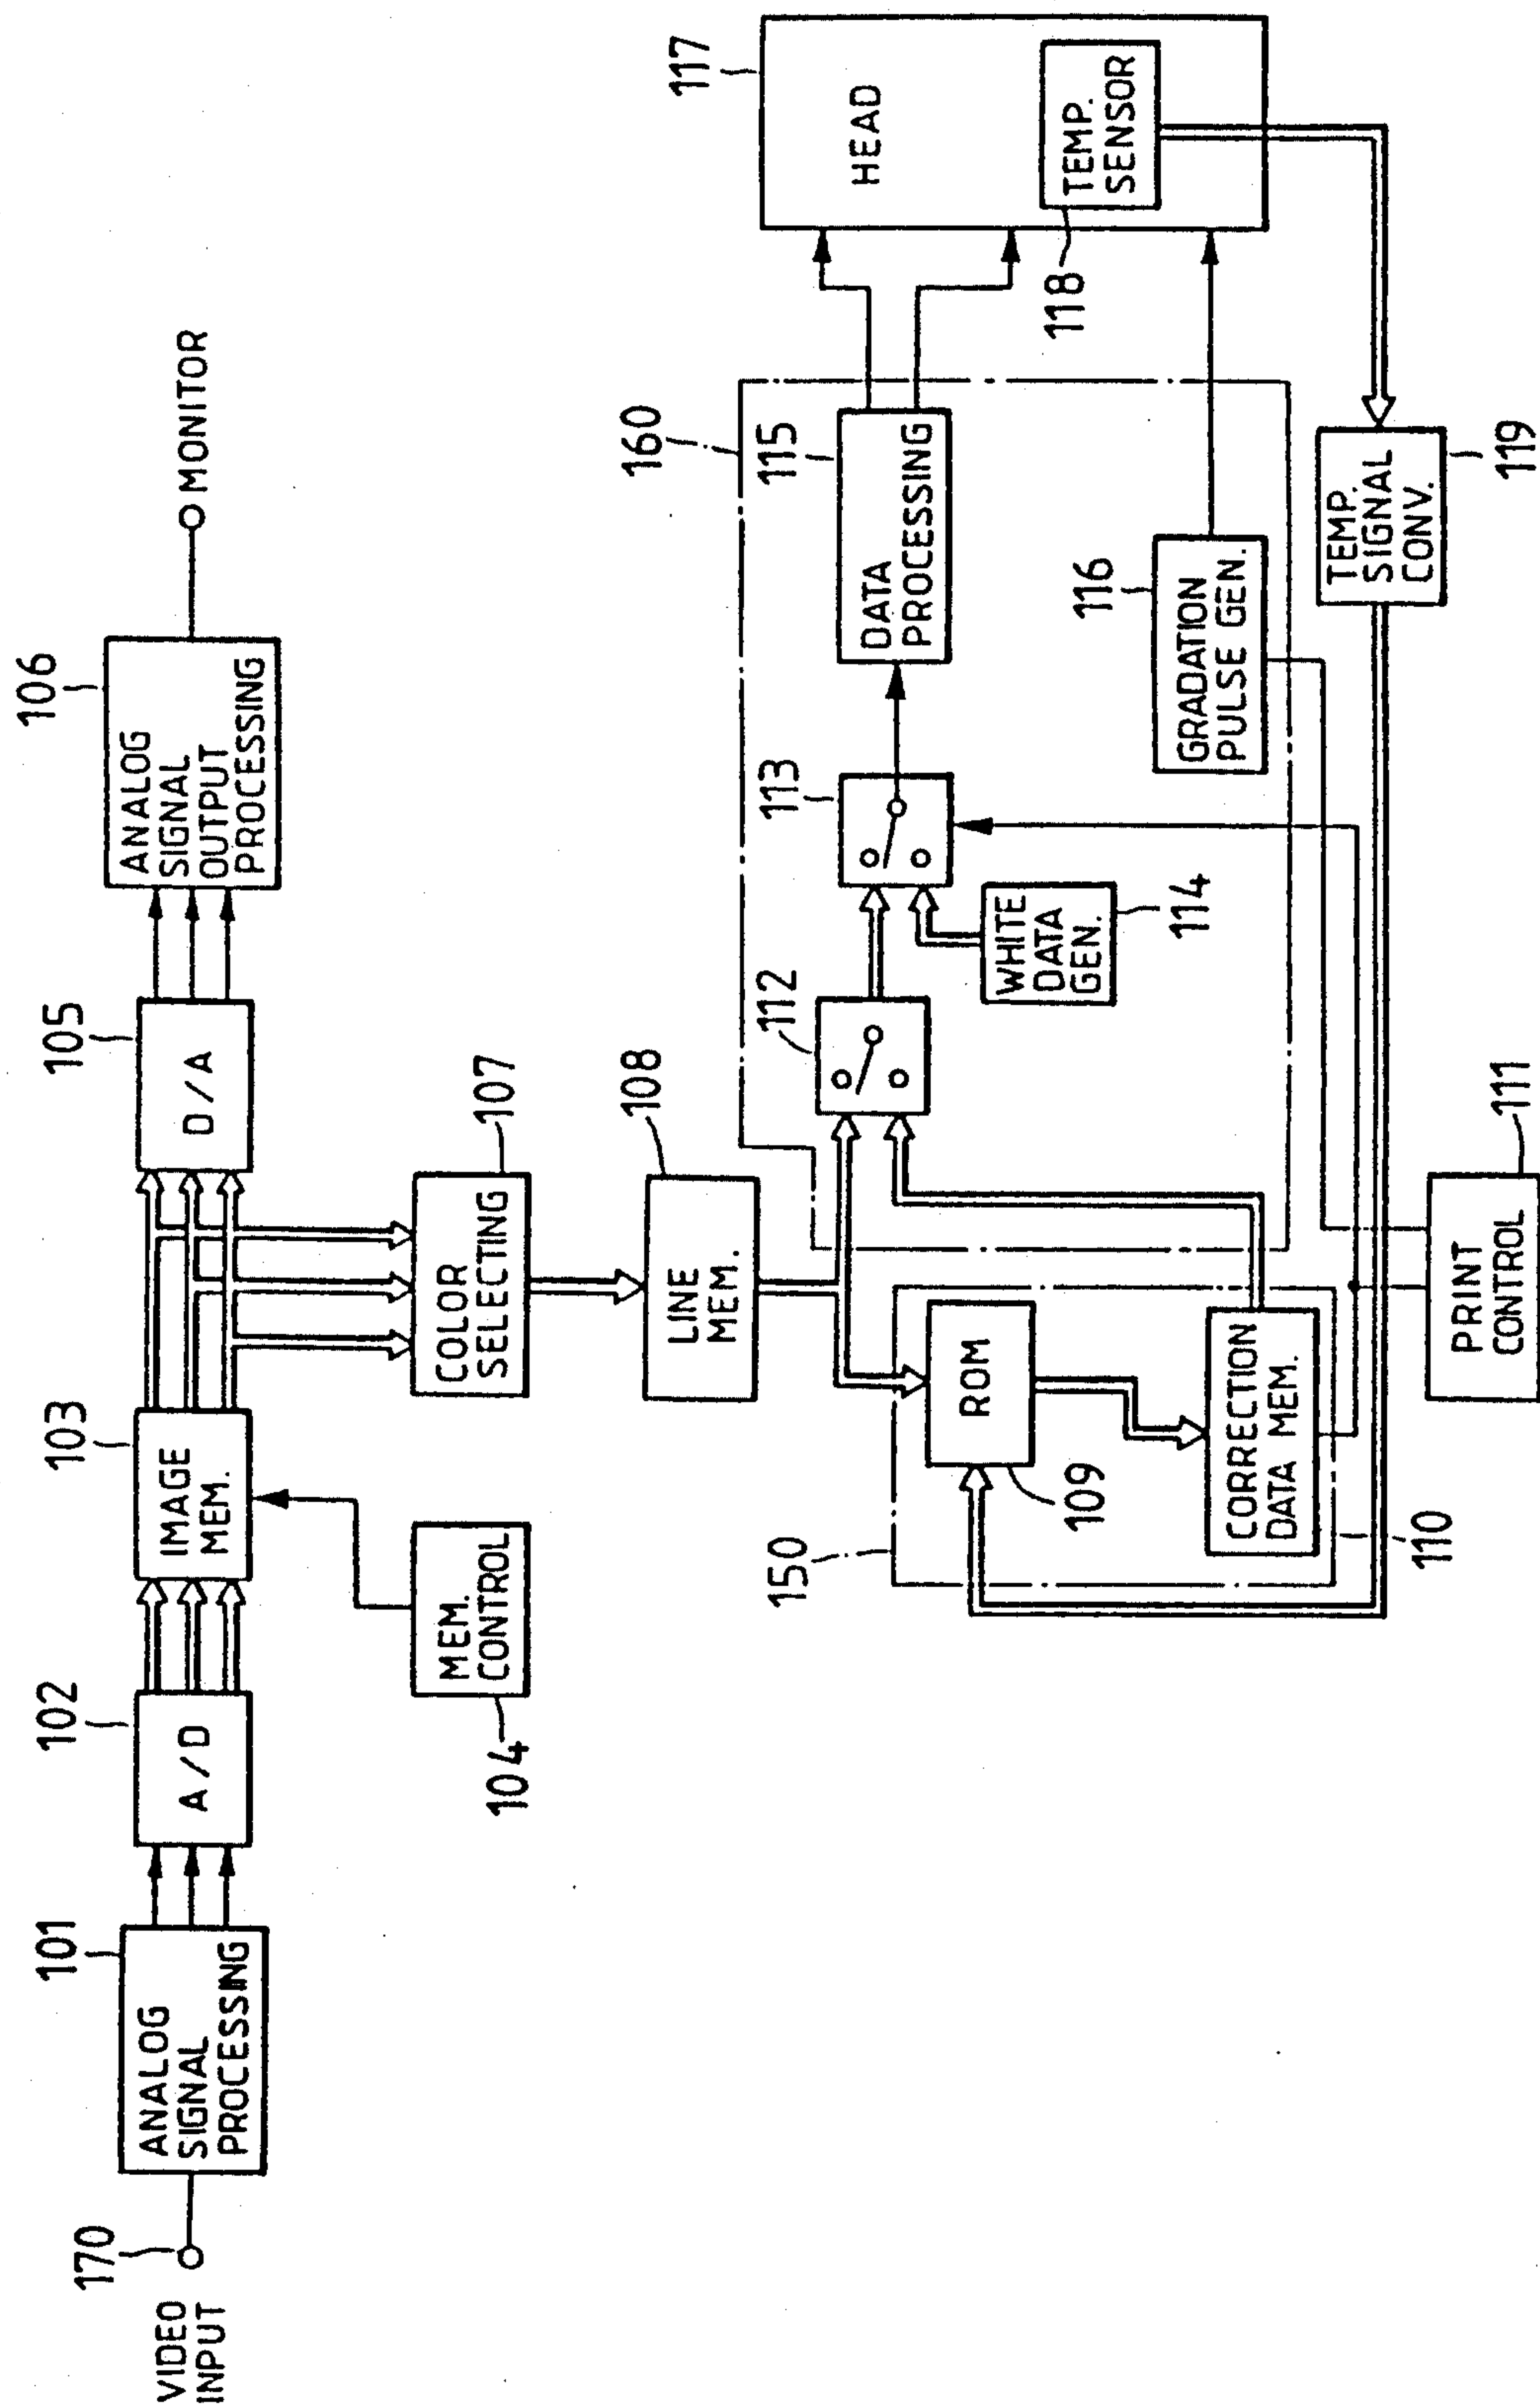 VIDEO
INPUT
170
101
ANALOG
SIGNAL
PROCESSING
102
A/D
103
IMAGE
MEM.
104
MEM.
CONTROL
105
D/A
106
ANALOG
SIGNAL
OUTPUT
PROCESSING
MONITOR
107
COLOR
SELECTING
108
LINE
MEM.
150
ROM
109
CORRECTION
DATA MEM.
110
PRINT
CONTROL
111
160
112
113
WHITE
DATA
GEN.
114
115
DATA
PROCESSING
116
GRADATION
PULSE GEN.
117
HEAD
118
TEMP.
SENSOR
TEMP.
SIGNAL
CONV.
119